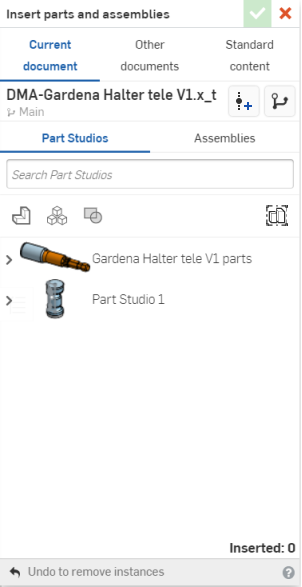 Insert parts and assemblies
Current document
Other documents
Standard content
DMA-Gardena Halter tele V1.x_t
Main
Part Studios
Assemblies
Search Part Studios
Gardena Halter tele V1 parts
Part Studio 1
Inserted: 0
Undo to remove instances